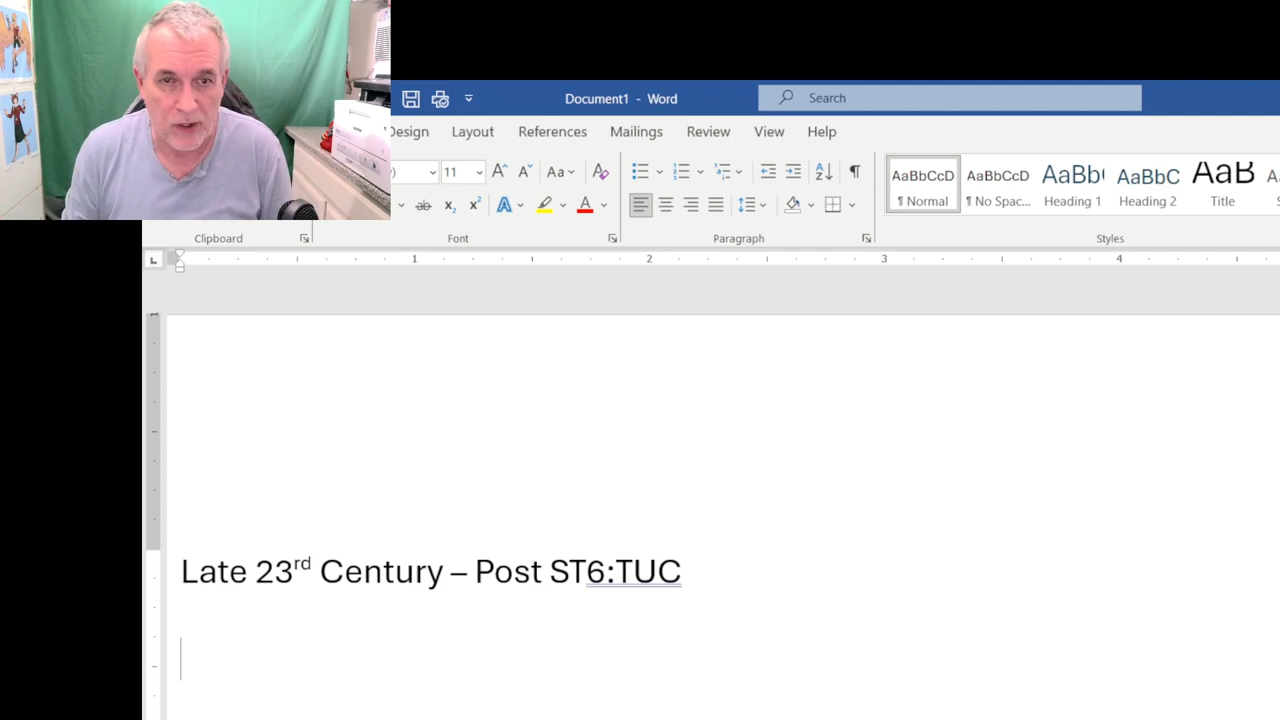 Document1 - Word
Search
Design
Layout
References
Mailings
Review
View
Help
11
Aa
AaBbCcD
AaBbCcD
AaBbC
AaB
¶ Normal
¶ No Spac...
Heading 1
Heading 2
Title
Clipboard
Font
Paragraph
Styles
1
2
3
4
Late 23rd Century – Post ST6:TUC